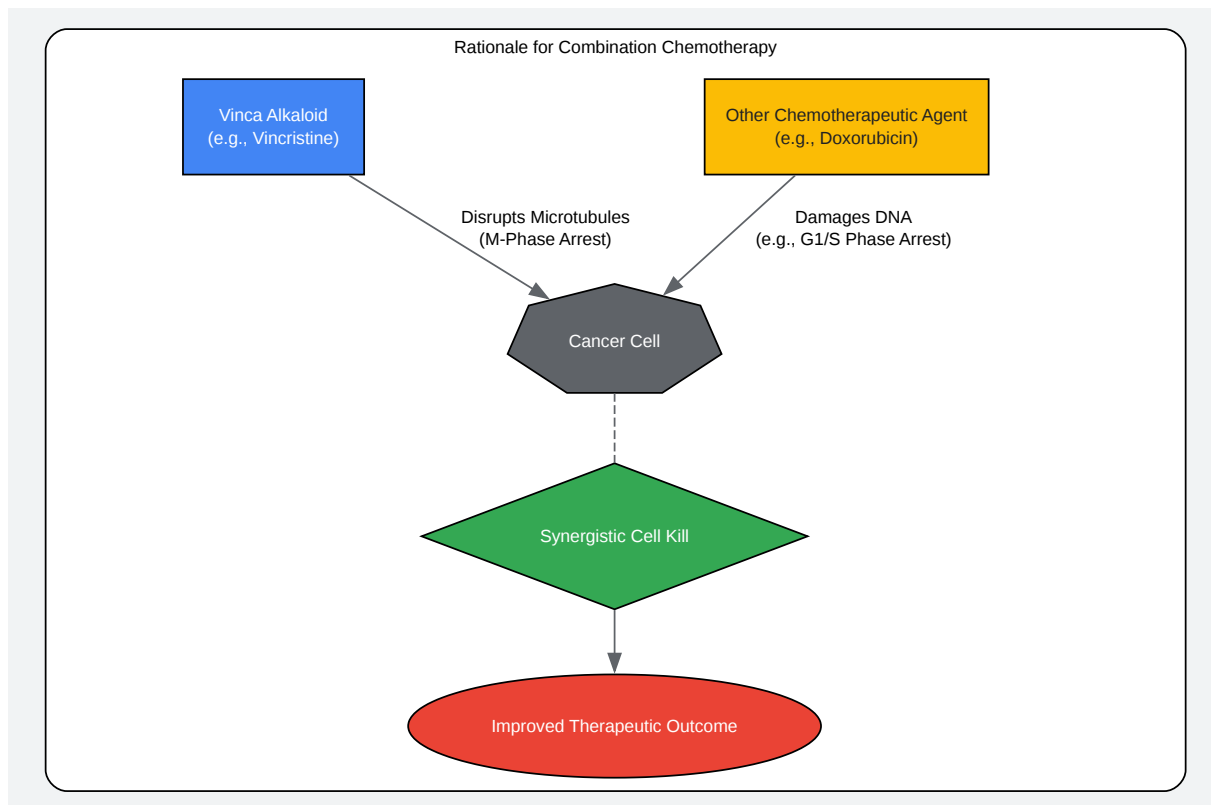 Rationale for Combination Chemotherapy
Vinca Alkaloid
(e.g., Vincristine)
Other Chemotherapeutic Agent
(e.g., Doxorubicin)
Disrupts Microtubules
(M-Phase Arrest)
Damages DNA
(e.g., G1/S Phase Arrest)
Cancer Cell
Synergistic Cell Kill
Improved Therapeutic Outcome